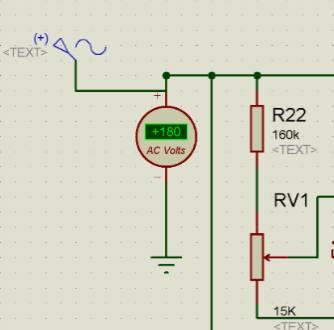 (+)
<TEXT>
+
+180
AC Volts
R22
160k
<TEXT>
RV1
15K
<TEXT>